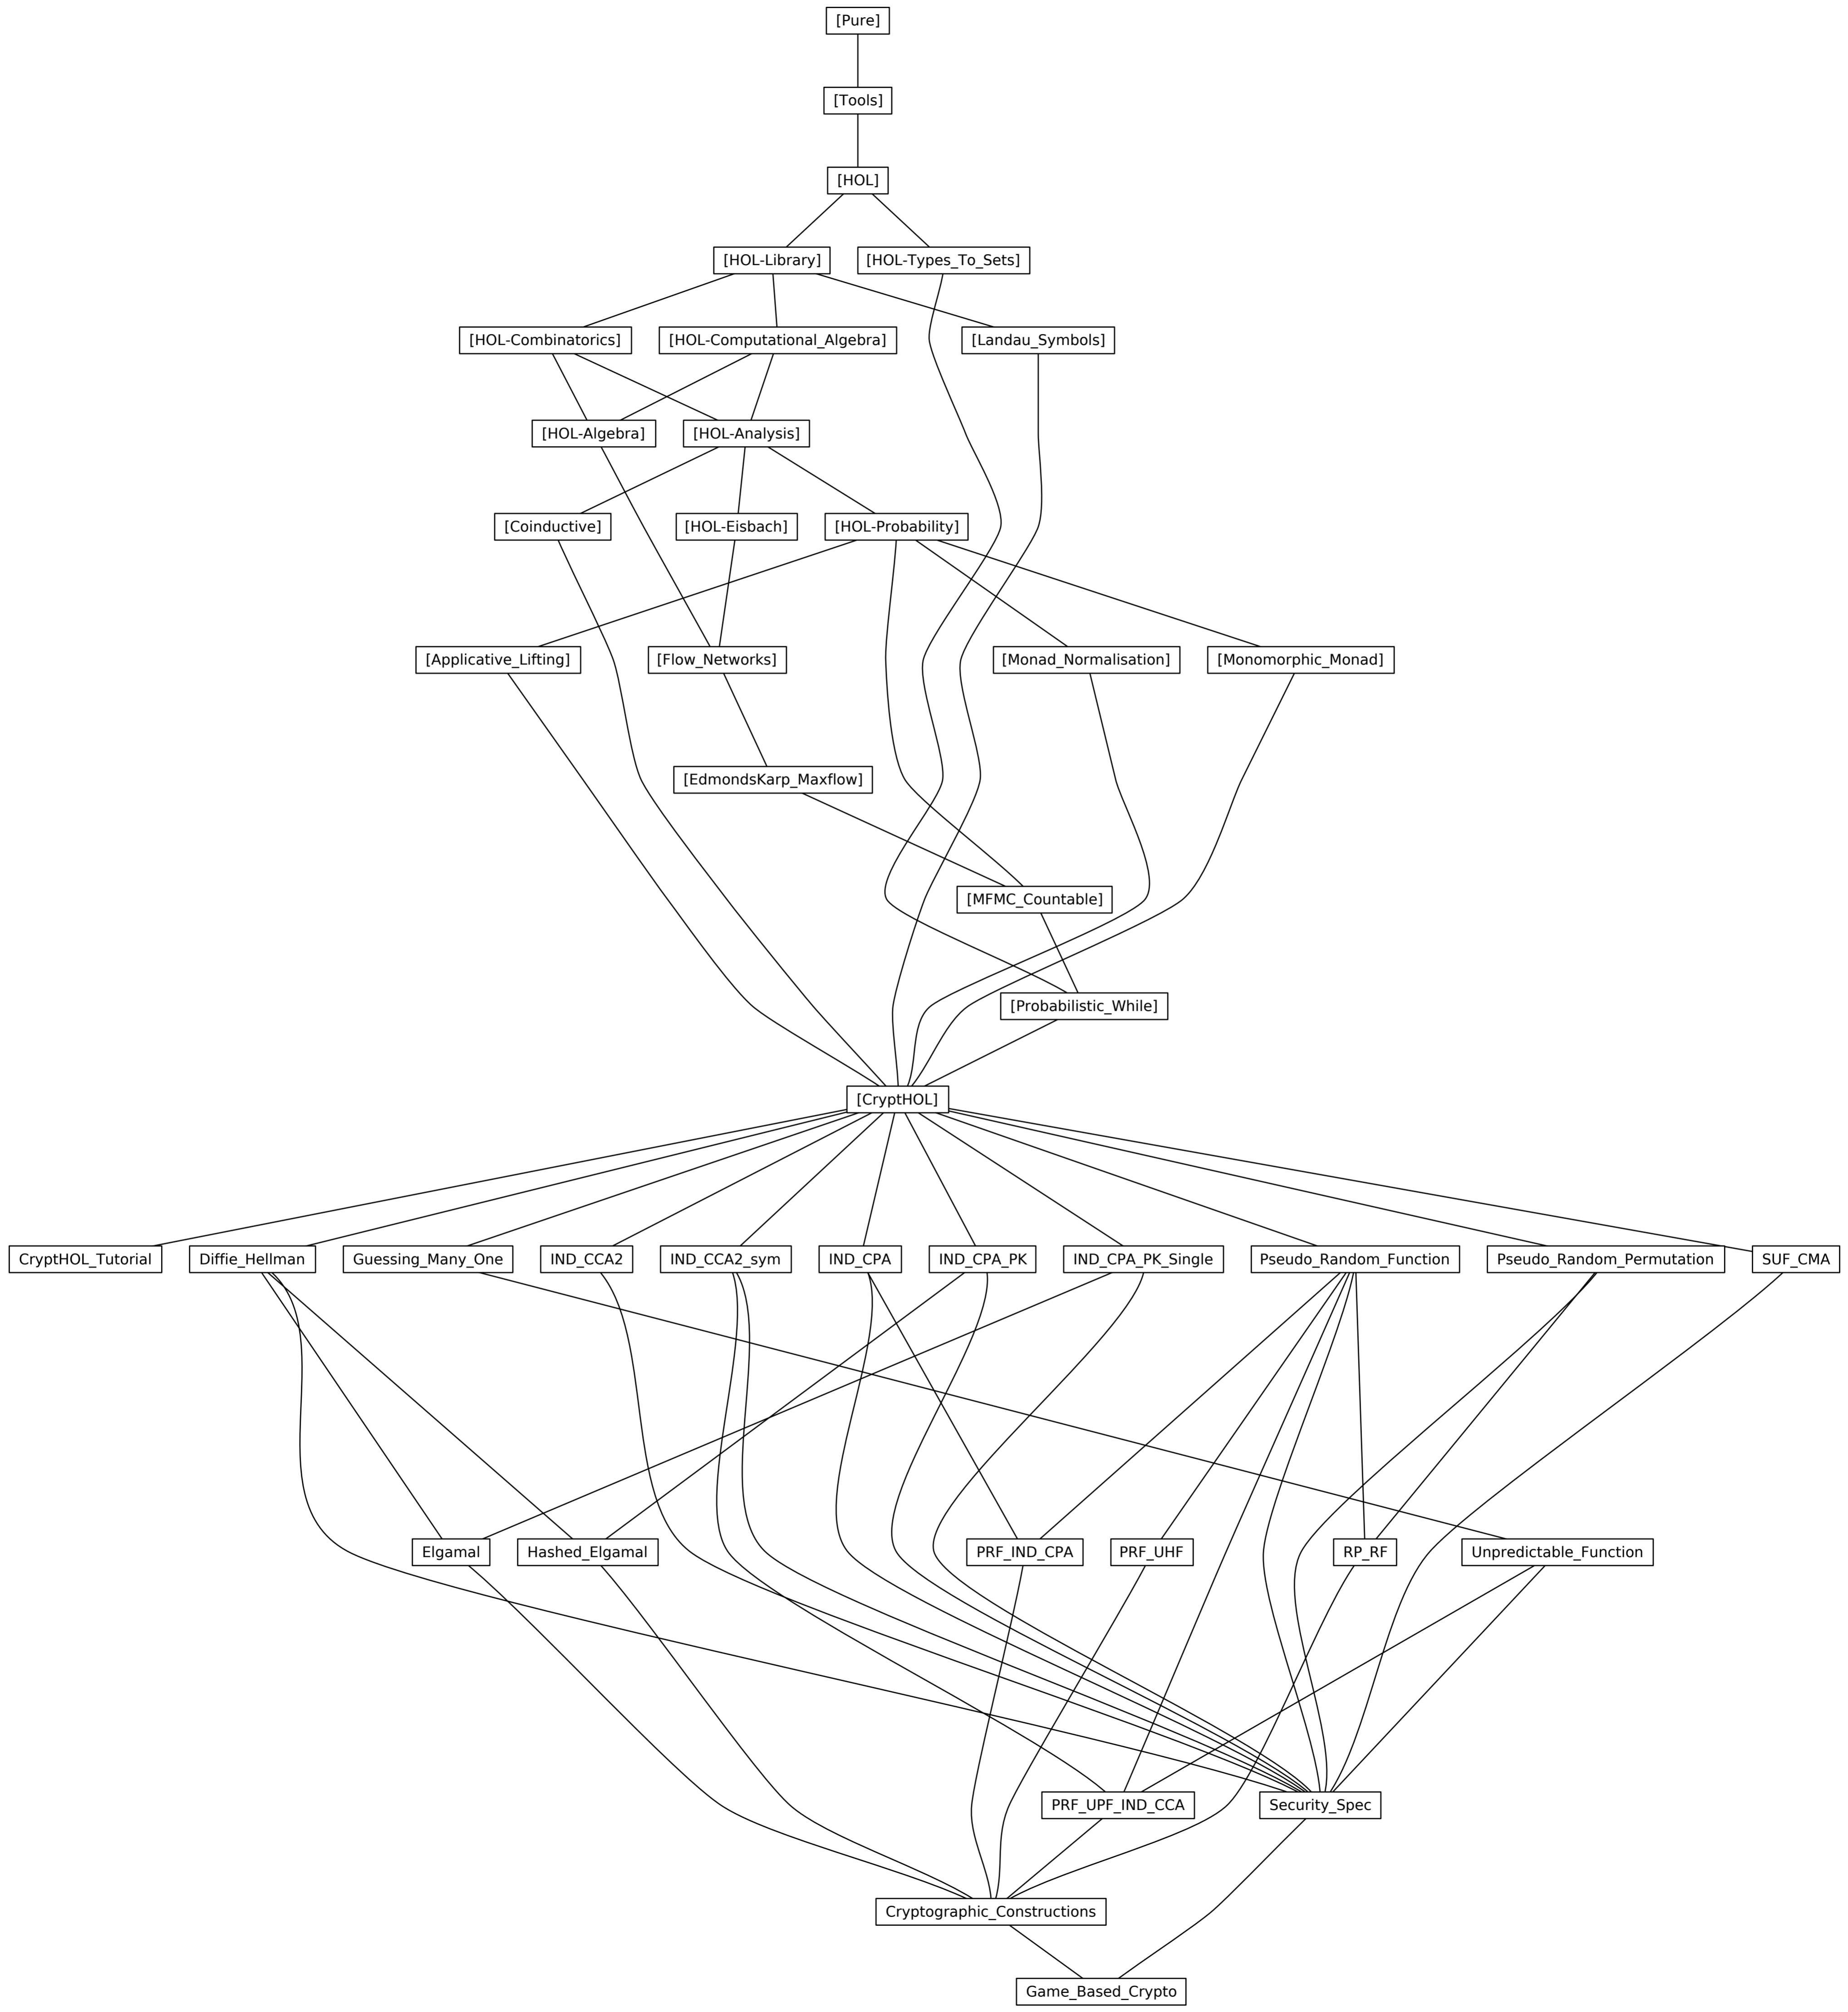 [Pure]
[Tools]
[HOL]
[HOL-Library]
[HOL-Types_To_Sets]
[HOL-Combinatorics]
[HOL-Computational_Algebra]
[Landau_Symbols]
[HOL-Algebra]
[HOL-Analysis]
[Coinductive]
[HOL-Eisbach]
[HOL-Probability]
[Applicative_Lifting]
[Flow_Networks]
[Monad_Normalisation]
[Monomorphic_Monad]
[EdmondsKarp_Maxflow]
[MFMC_Countable]
[Probabilistic_While]
[CryptHOL]
CryptHOL_Tutorial
Diffie_Hellman
Guessing_Many_One
IND_CCA2
IND_CCA2_sym
IND_CPA
IND_CPA_PK
IND_CPA_PK_Single
Pseudo_Random_Function
Pseudo_Random_Permutation
SUF_CMA
Elgamal
Hashed_Elgamal
PRF_IND_CPA
PRF_UHF
RP_RF
Unpredictable_Function
PRF_UPF_IND_CCA
Security_Spec
Cryptographic_Constructions
Game_Based_Crypto